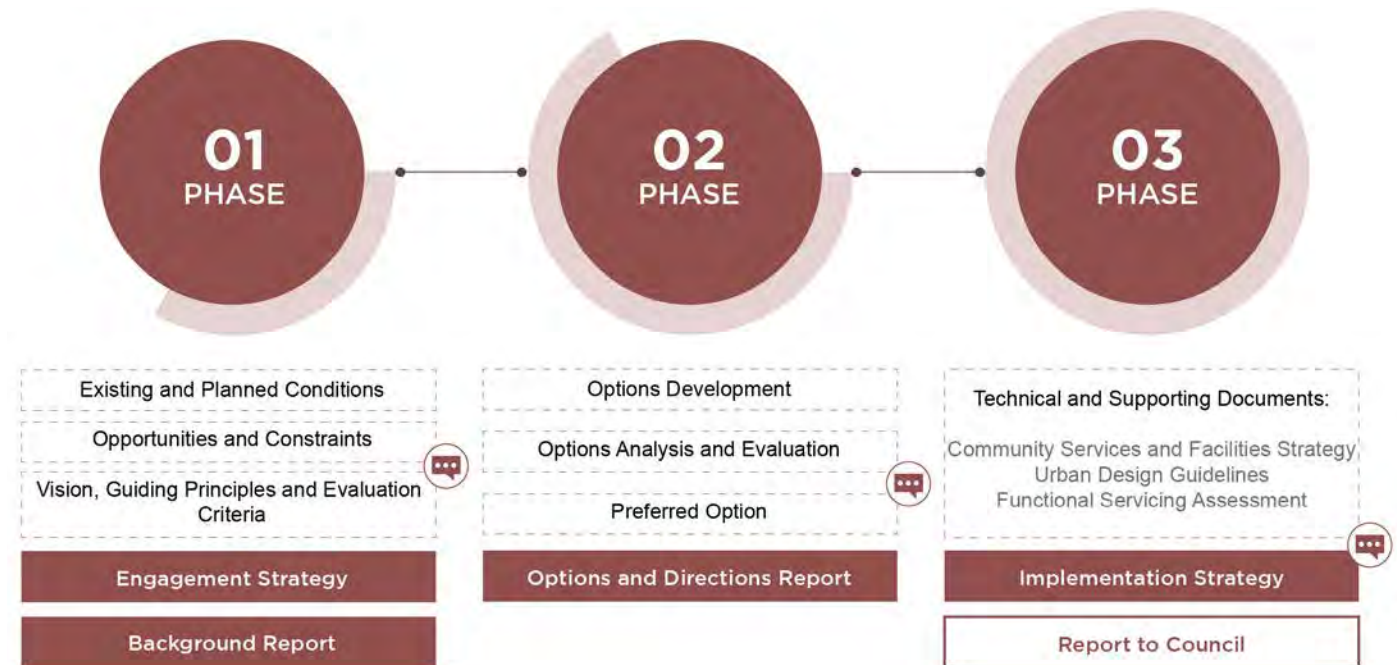 01
PHASE
02
PHASE
03
PHASE
Existing and Planned Conditions
Opportunities and Constraints
Vision, Guiding Principles and Evaluation
Criteria
Engagement Strategy
Background Report
Options Development
Options Analysis and Evaluation
Preferred Option
Options and Directions Report
Technical and Supporting Documents:
Community Services and Facilities Strategy
Urban Design Guidelines
Functional Servicing Assessment
Implementation Strategy
Report to Council